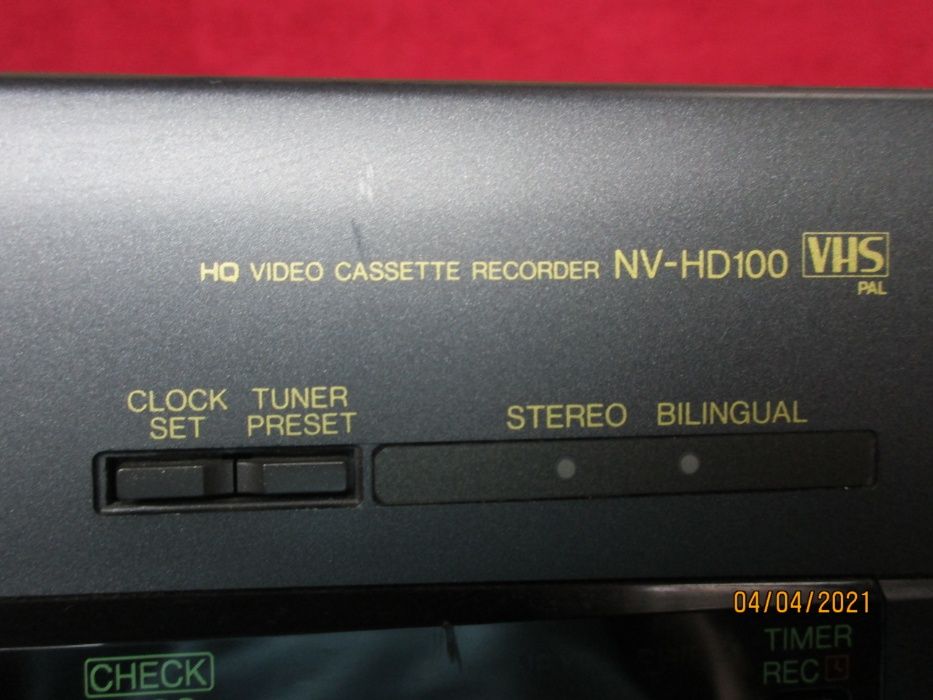 HQ VIDEO CASSETTE RECORDER NV-HD100 VHS
PAL
CLOCK SET
TUNER PRESET
STEREO BILINGUAL
04/04/2021
TIMER
REC
CHECK